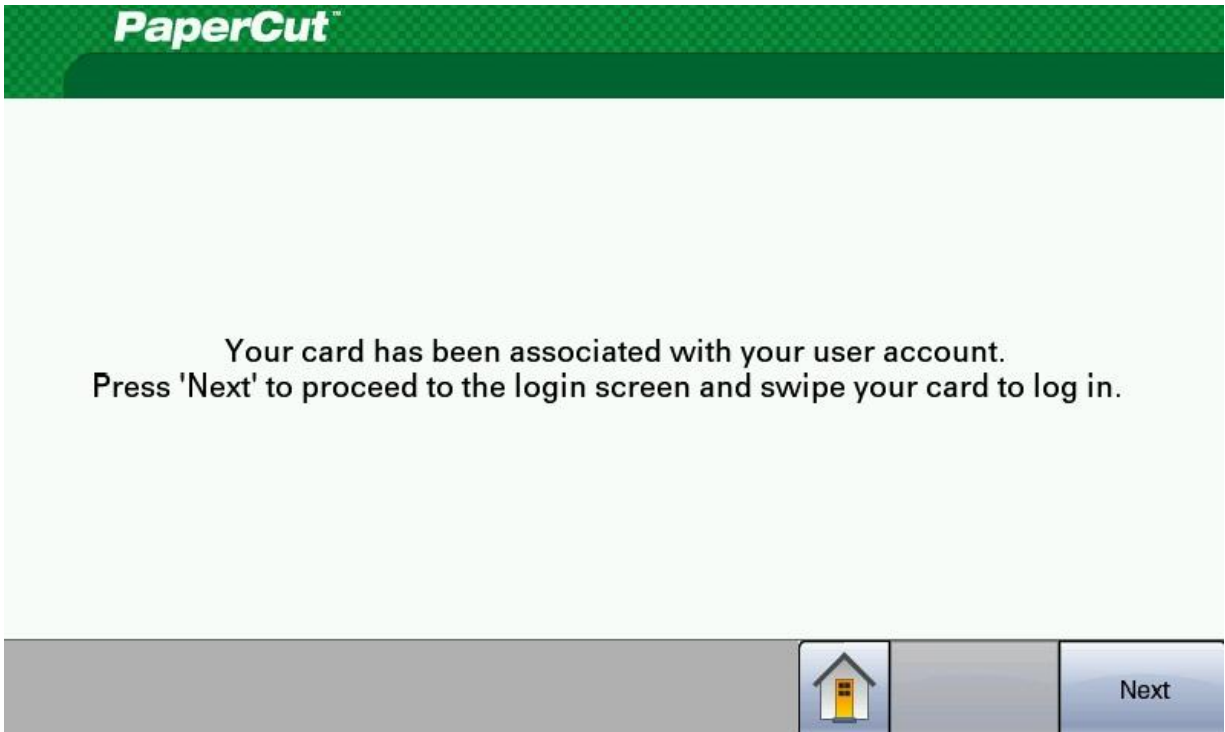 PaperCut™
Your card has been associated with your user account.
Press 'Next' to proceed to the login screen and swipe your card to log in.
Next